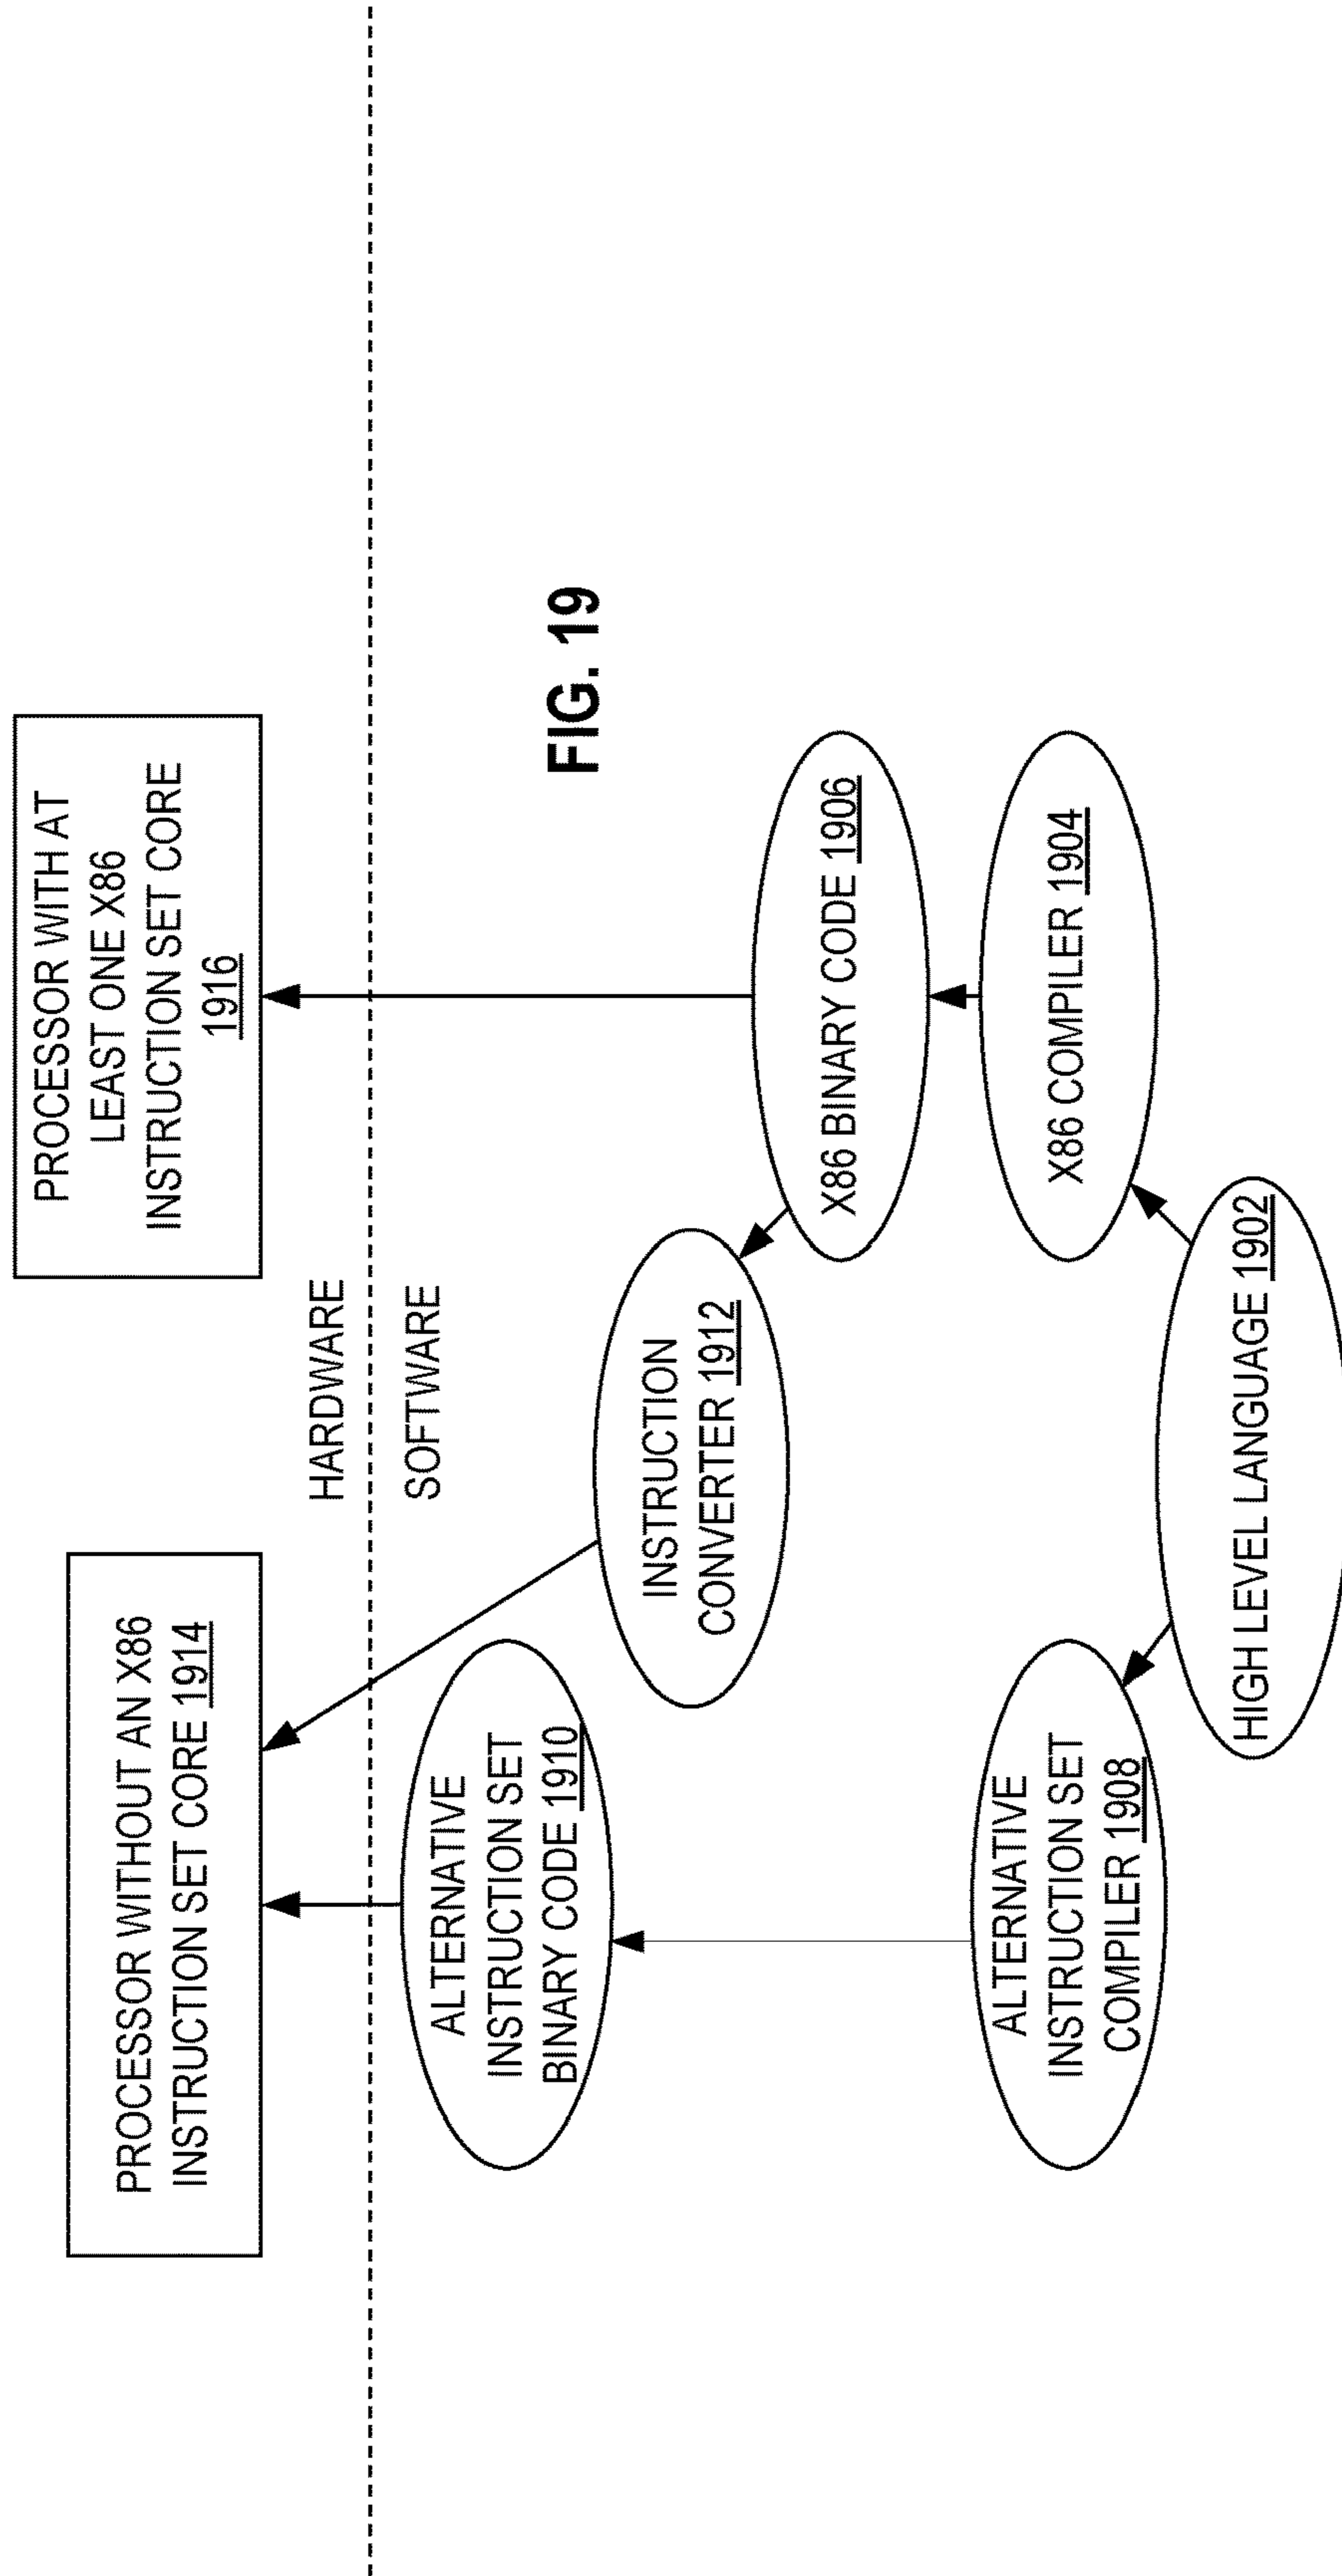 PROCESSOR WITHOUT AN X86
INSTRUCTION SET CORE 1914
PROCESSOR WITH AT
LEAST ONE X86
INSTRUCTION SET CORE
1916
HARDWARE
SOFTWARE
ALTERNATIVE
INSTRUCTION SET
BINARY CODE 1910
INSTRUCTION
CONVERTER 1912
FIG. 19
X86 BINARY CODE 1906
ALTERNATIVE
INSTRUCTION SET
COMPILER 1908
X86 COMPILER 1904
HIGH LEVEL LANGUAGE 1902